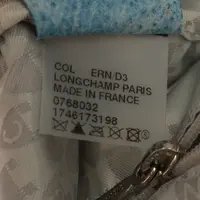 COL ERN/D3
LONGCHAMP PARIS
MADE IN FRANCE
0768032
1746173198